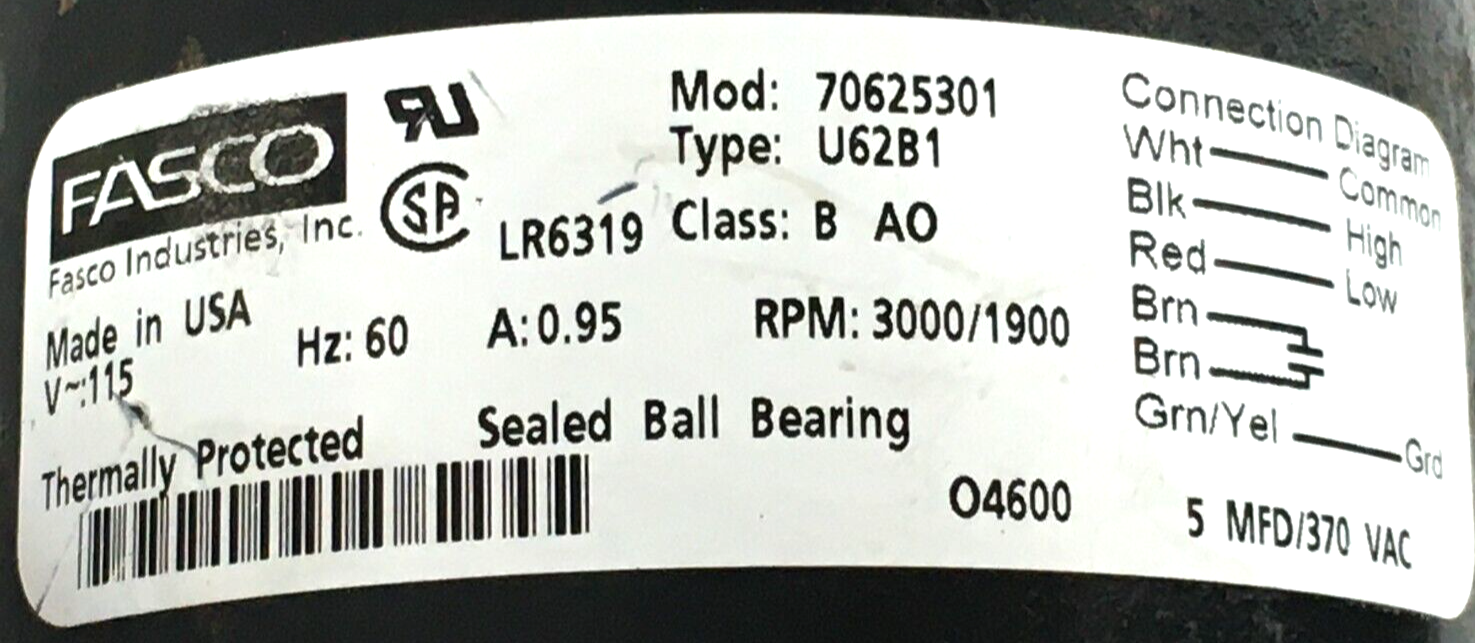 FASCO
Fasco Industries, Inc.
RU
SA
LR6319
Mod: 70625301
Type: U62B1
Class: B AO
Made in USA
Hz: 60
A: 0.95
RPM: 3000/1900
V~:115
Thermally Protected
Sealed Ball Bearing
O4600
Connection Diagram
Wht Common
Blk High
Red Low
Brn
Brn
Grn/Yel Grd
5 MFD/370 VAC